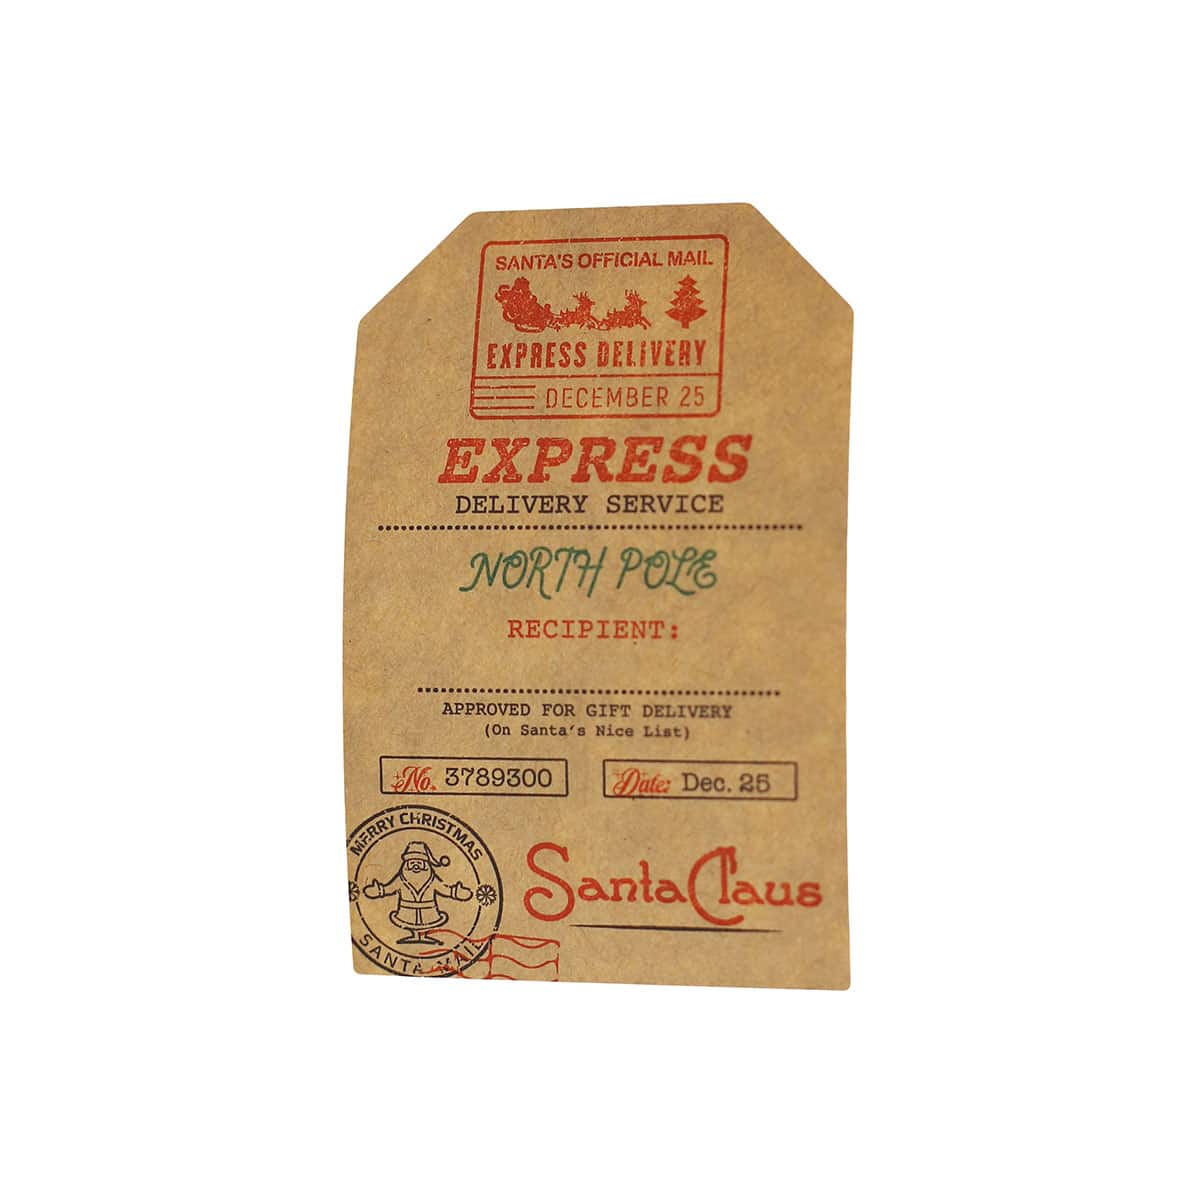 SANTA'S OFFICIAL MAIL
EXPRESS DELIVERY
DECEMBER 25
EXPRESS
DELIVERY SERVICE
NORTH POLE
RECIPIENT:
APPROVED FOR GIFT DELIVERY
(On Santa's Nice List)
No. 3789300
Date: Dec. 25
MERRY CHRISTMAS
SANTA MAIL
Santa Claus